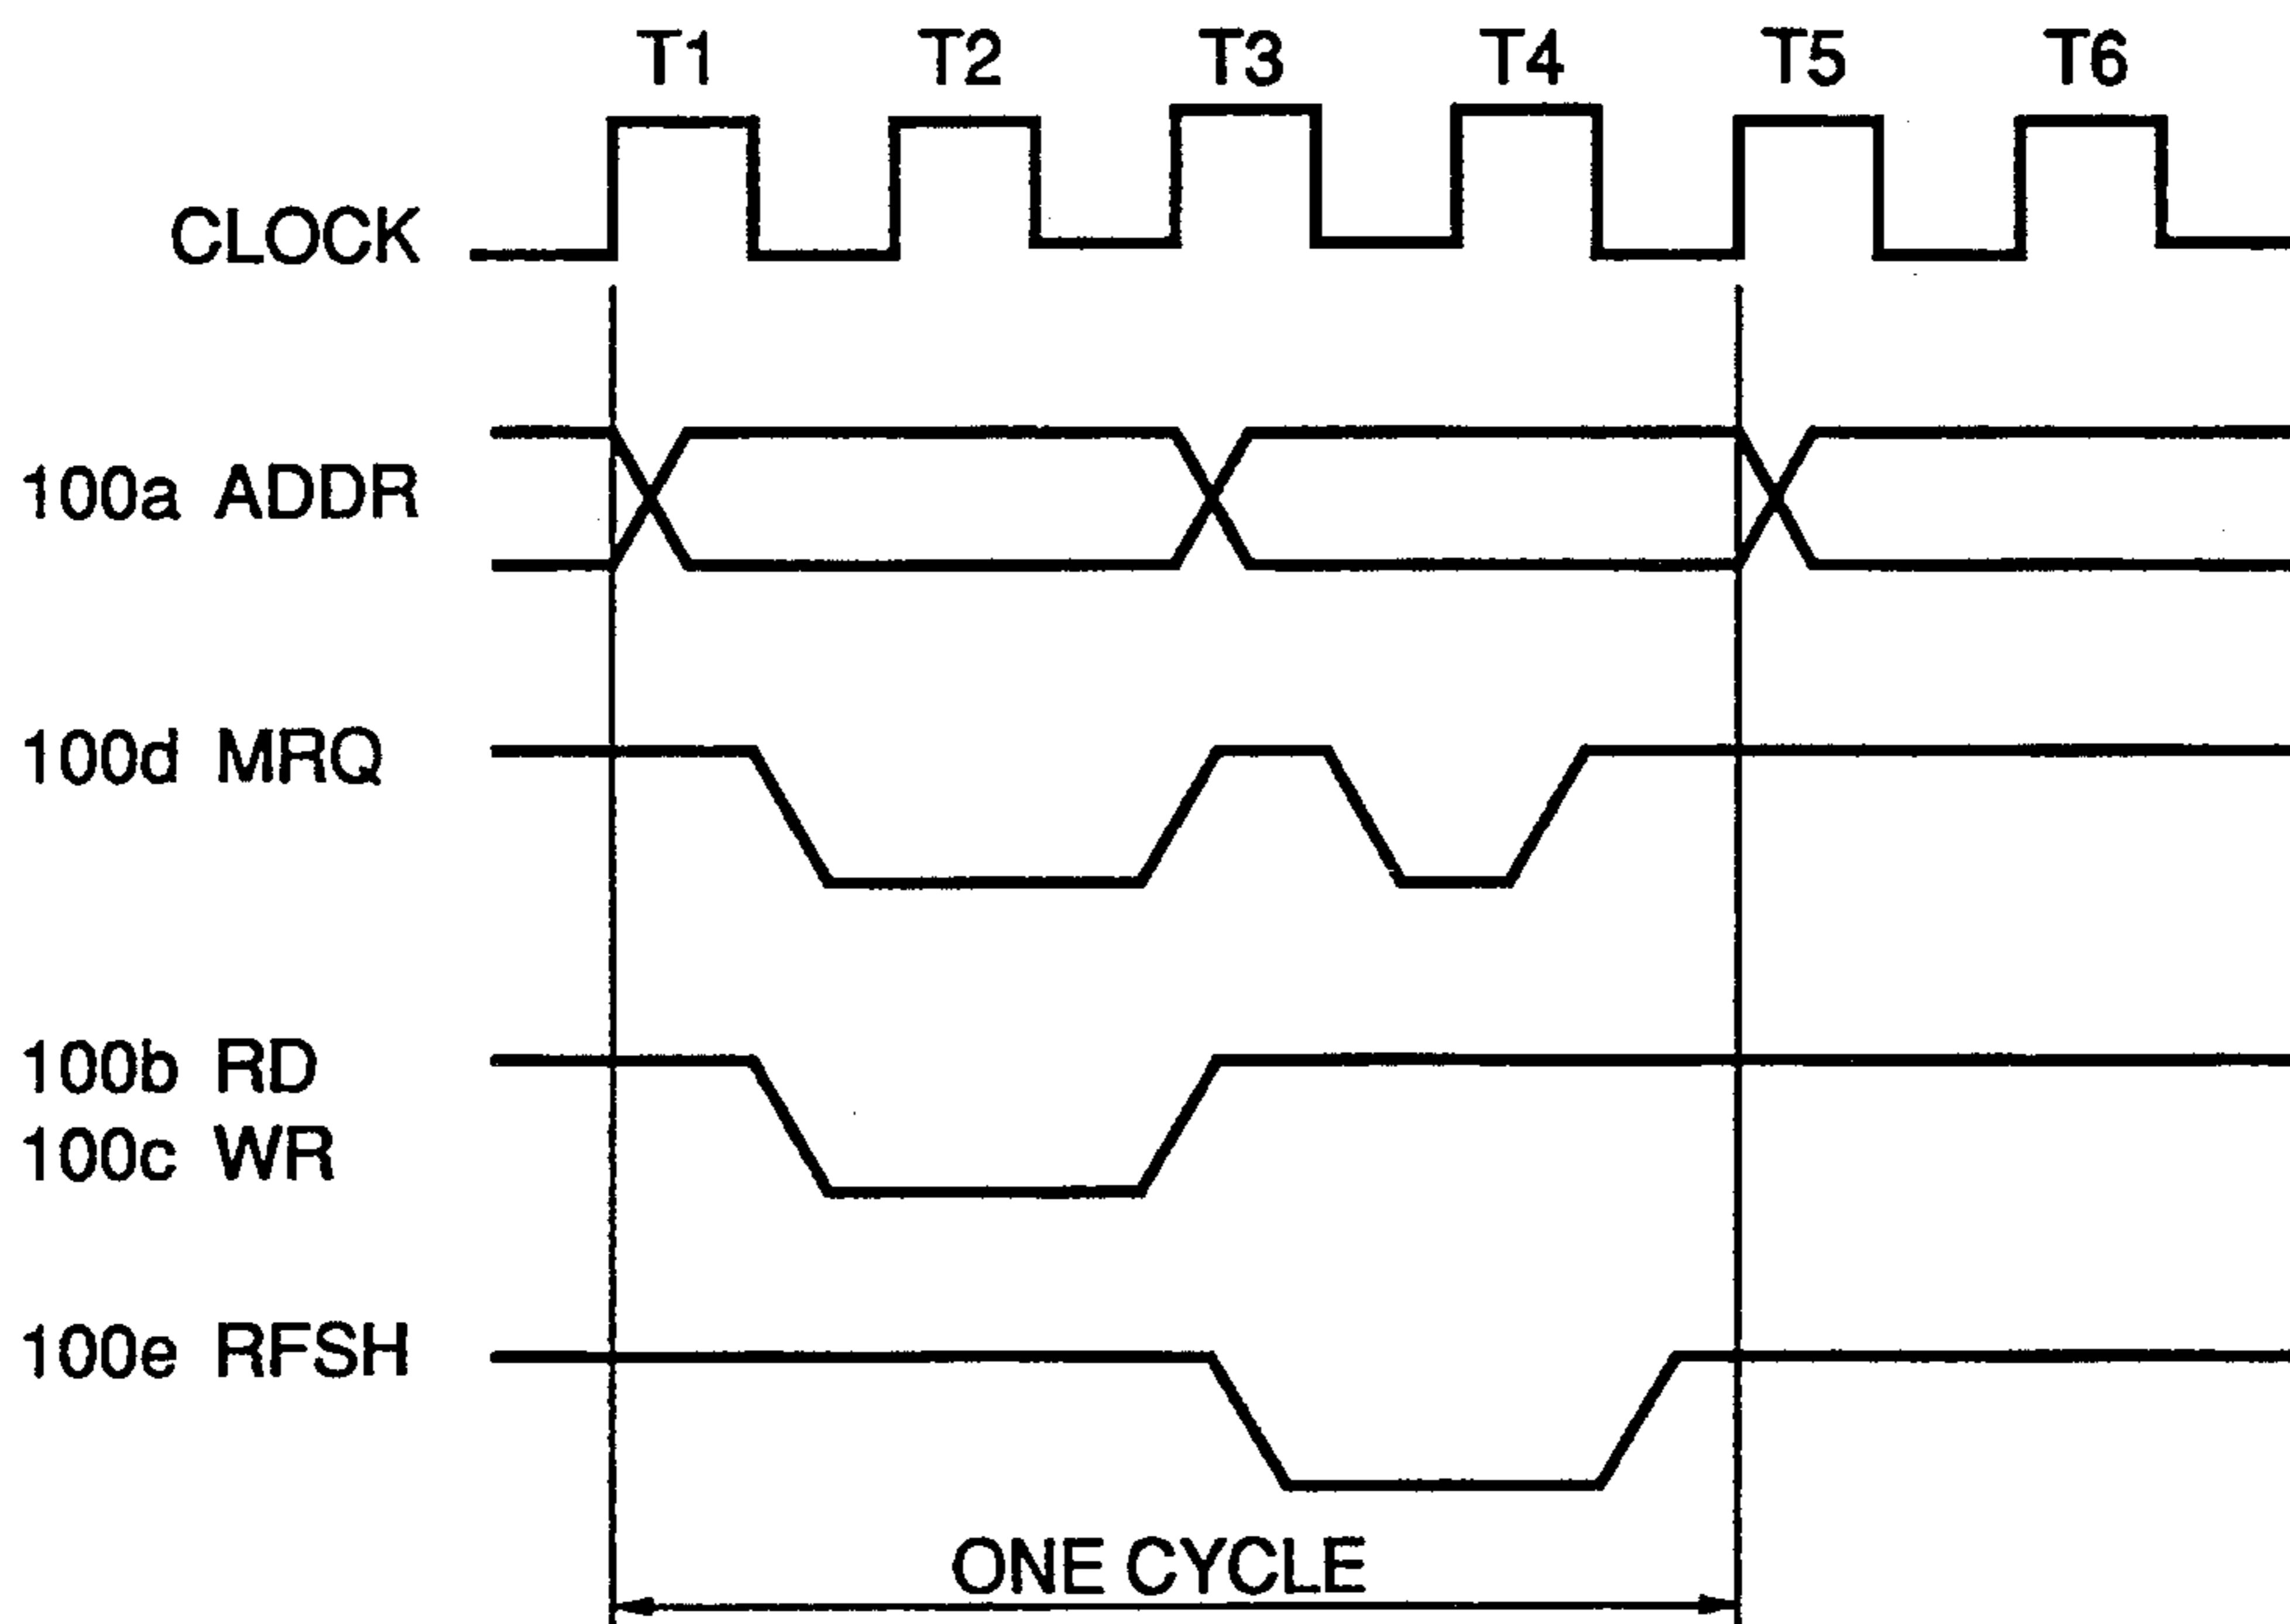 T1 T2 T3 T4 T5 T6
CLOCK
100a ADDR
100d MRQ
100b RD
100c WR
100e RFSH
ONE CYCLE